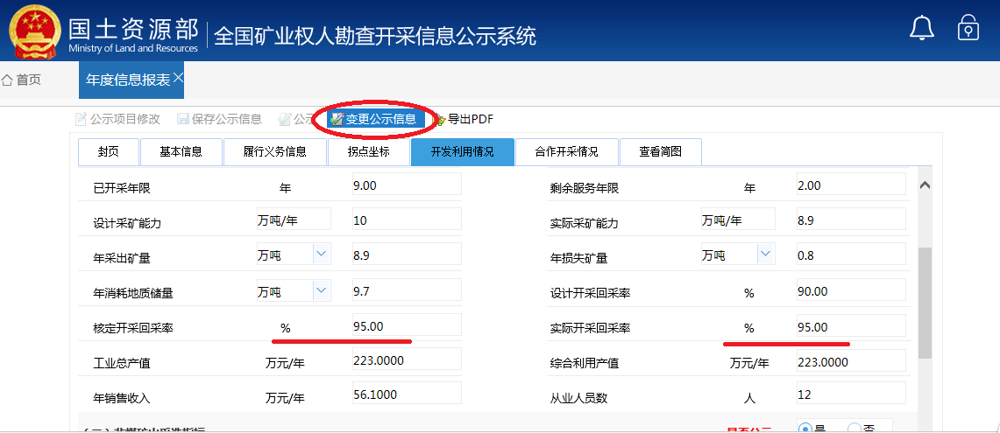 国土资源部 全国矿业权人勘查开采信息公示系统
Ministry of Land and Resources
首页 年度信息报表
公示项目修改 保存公示信息 公示 变更公示信息 导出PDF
封页 基本信息 履行义务信息 拐点坐标 开发利用情况 合作开采情况 查看简图
已开采年限 年 9.00 剩余服务年限 年 2.00
设计采矿能力 万吨/年 10 实际采矿能力 万吨/年 8.9
年采出矿量 万吨 8.9 年损失矿量 万吨 0.8
年消耗地质储量 万吨 9.7 设计开采回采率 % 90.00
核定开采回采率 % 95.00 实际开采回采率 % 95.00
工业总产值 万元/年 223.0000 综合利用产值 万元/年 223.0000
年销售收入 万元/年 56.1000 从业人员数 人 12
是 否